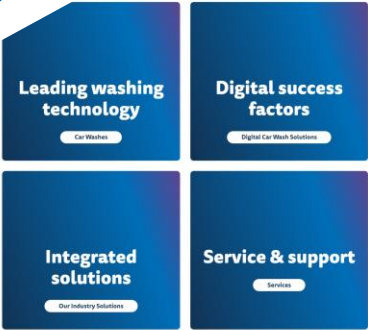 Leading washing
technology
Car Washes
Digital success
factors
Digital Car Wash Solutions
Integrated
solutions
Our Industry Solutions
Service & support
Services